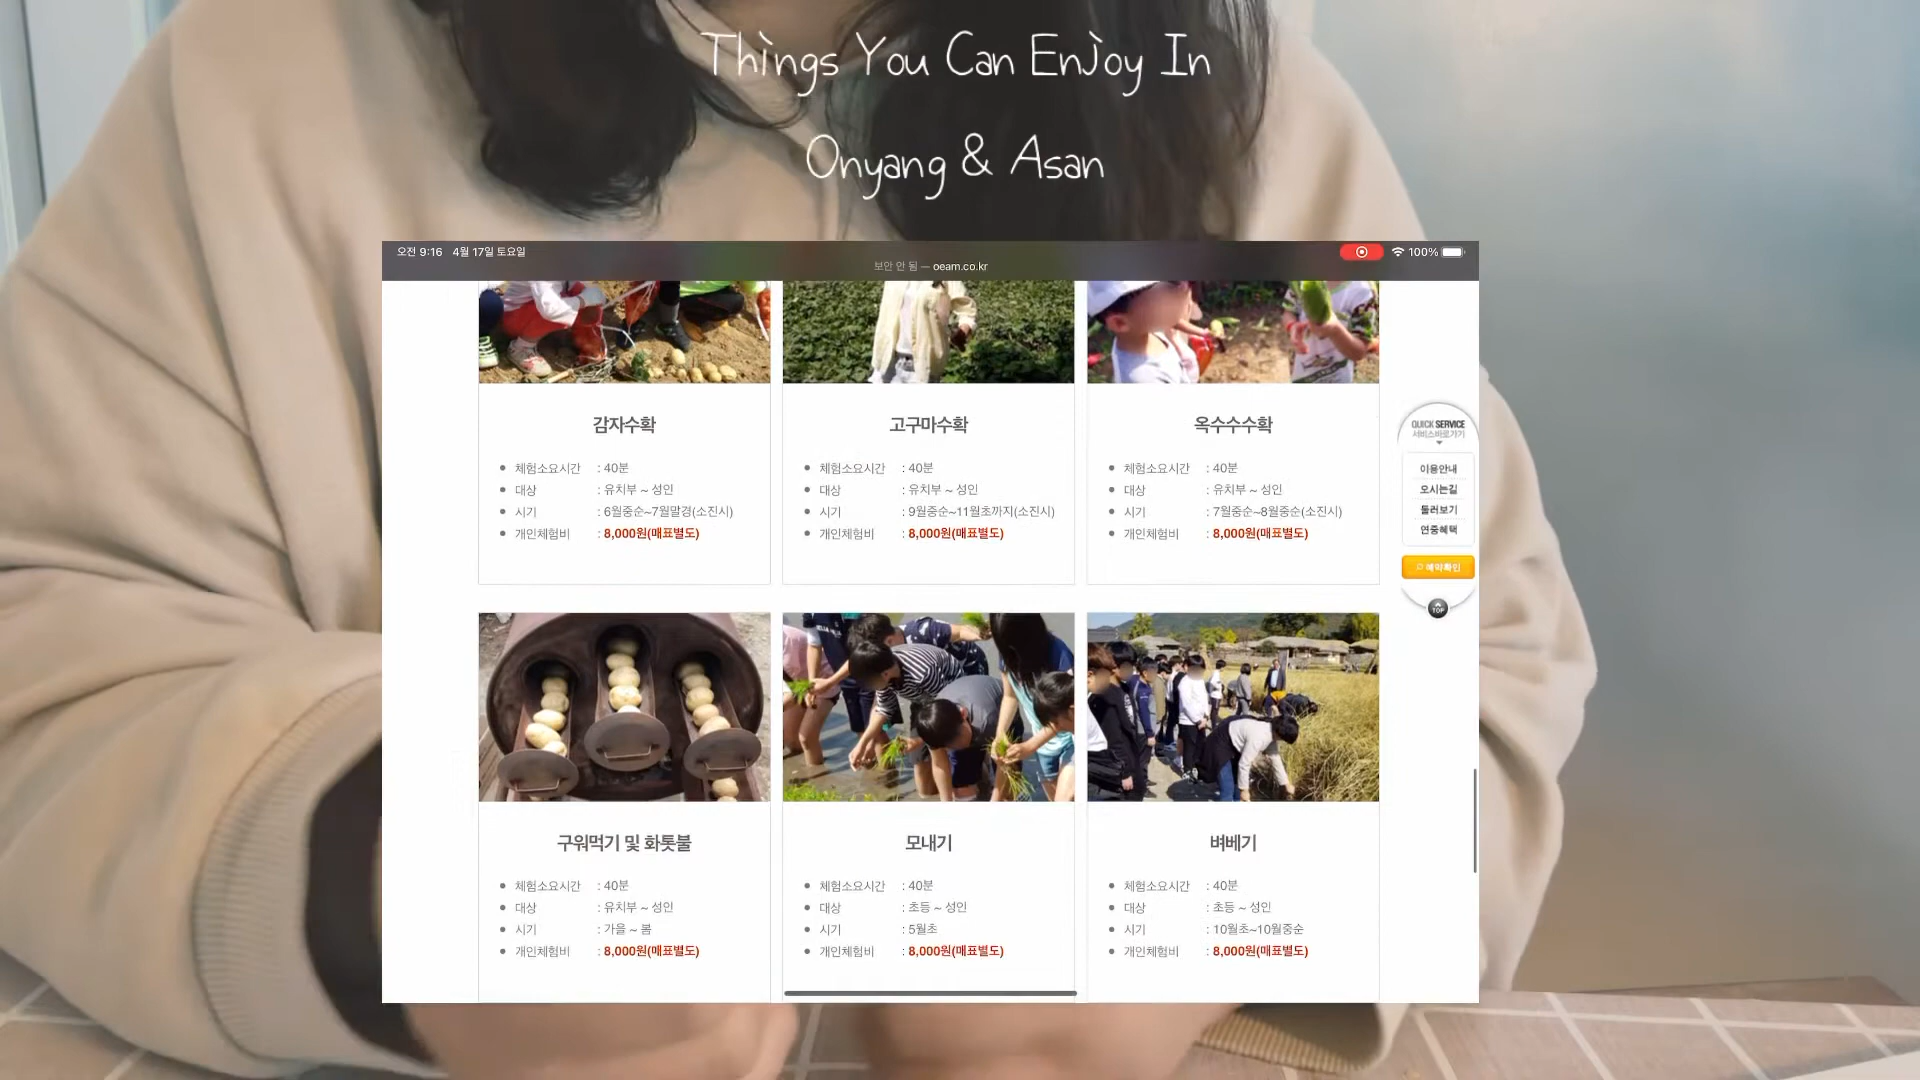 Things You Can Enjoy In
Onyang & Asan
오전 9:16 4월 17일 토요일
100%
보안 안 됨 — oeam.co.kr
감자수확
체험소요시간 : 40분
대상 : 유치부 ~ 성인
시기 : 6월중순~7월말경(소진시)
개인체험비 : 8,000원(매표별도)
고구마수확
체험소요시간 : 40분
대상 : 유치부 ~ 성인
시기 : 9월중순~11월초까지(소진시)
개인체험비 : 8,000원(매표별도)
옥수수수확
체험소요시간 : 40분
대상 : 유치부 ~ 성인
시기 : 7월중순~8월중순(소진시)
개인체험비 : 8,000원(매표별도)
QUICK SERVICE
서비스바로가기
이용안내
오시는길
둘러보기
연중혜택
예약확인
TOP
구워먹기 및 화톳불
체험소요시간 : 40분
대상 : 유치부 ~ 성인
시기 : 가을 ~ 봄
개인체험비 : 8,000원(매표별도)
모내기
체험소요시간 : 40분
대상 : 초등 ~ 성인
시기 : 5월초
개인체험비 : 8,000원(매표별도)
벼베기
체험소요시간 : 40분
대상 : 초등 ~ 성인
시기 : 10월초~10월중순
개인체험비 : 8,000원(매표별도)